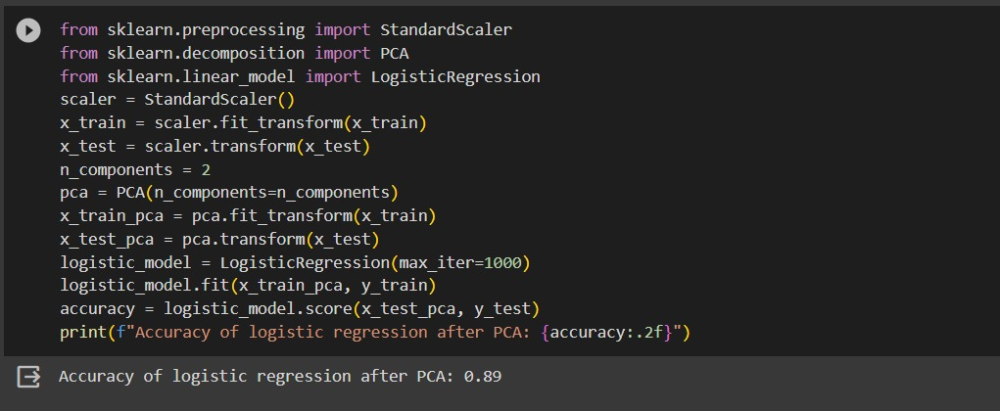 from sklearn.preprocessing import StandardScaler
from sklearn.decomposition import PCA
from sklearn.linear_model import LogisticRegression
scaler = StandardScaler()
x_train = scaler.fit_transform(x_train)
x_test = scaler.transform(x_test)
n_components = 2
pca = PCA(n_components=n_components)
x_train_pca = pca.fit_transform(x_train)
x_test_pca = pca.transform(x_test)
logistic_model = LogisticRegression(max_iter=1000)
logistic_model.fit(x_train_pca, y_train)
accuracy = logistic_model.score(x_test_pca, y_test)
print(f"Accuracy of logistic regression after PCA: {accuracy:.2f}")
Accuracy of logistic regression after PCA: 0.89